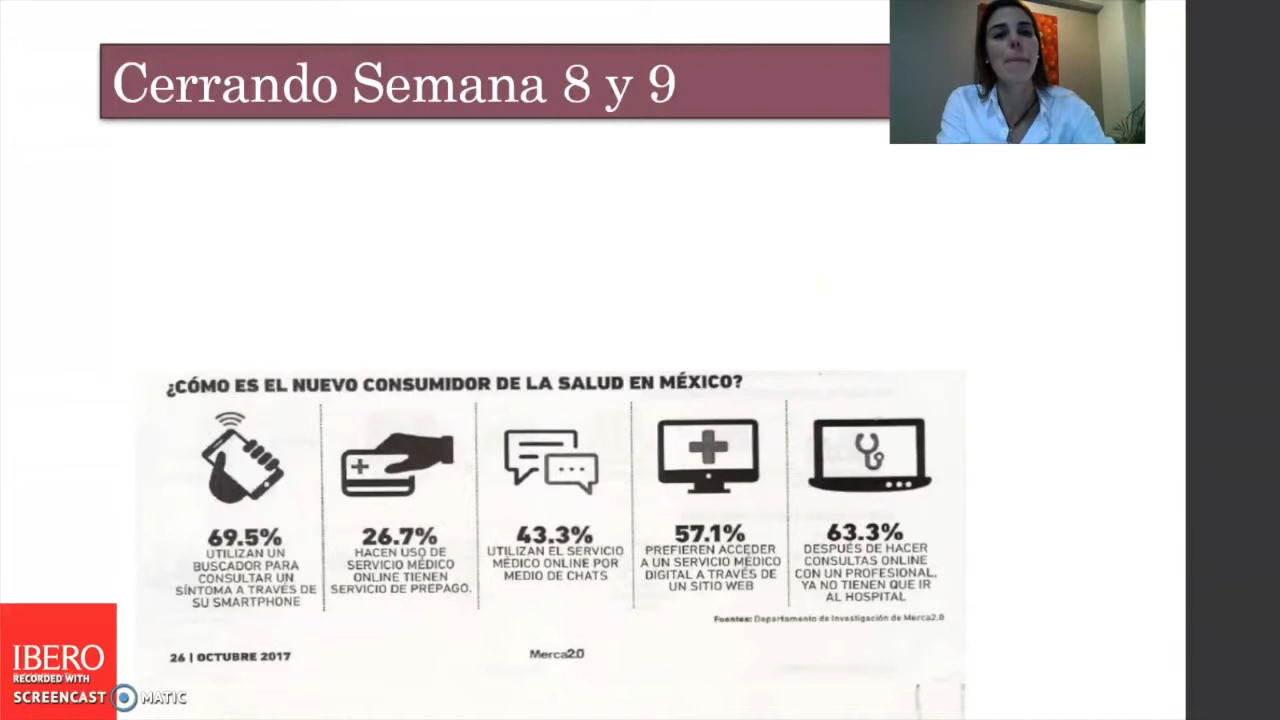 Cerrando Semana 8 y 9
¿CÓMO ES EL NUEVO CONSUMIDOR DE LA SALUD EN MÉXICO?
69.5%
UTILIZAN UN
BUSCADOR PARA
CONSULTAR UN
SÍNTOMA A TRAVÉS DE
SU SMARTPHONE
26.7%
HACEN USO DE
SERVICIO MÉDICO
ONLINE TIENEN
SERVICIO DE PREPAGO.
43.3%
UTILIZAN EL SERVICIO
MÉDICO ONLINE POR
MEDIO DE CHATS
57.1%
PREFIEREN ACCEDER
A UN SERVICIO MÉDICO
DIGITAL A TRAVÉS DE
UN SITIO WEB
63.3%
DESPUÉS DE HACER
CONSULTAS ONLINE
CON UN PROFESIONAL,
YA NO TIENEN QUE IR
AL HOSPITAL
Fuentes: Departamento de Investigación de Merca2.0
26 | OCTUBRE 2017
Merca2.0
IBERO
RECORDED WITH
SCREENCAST MATIC